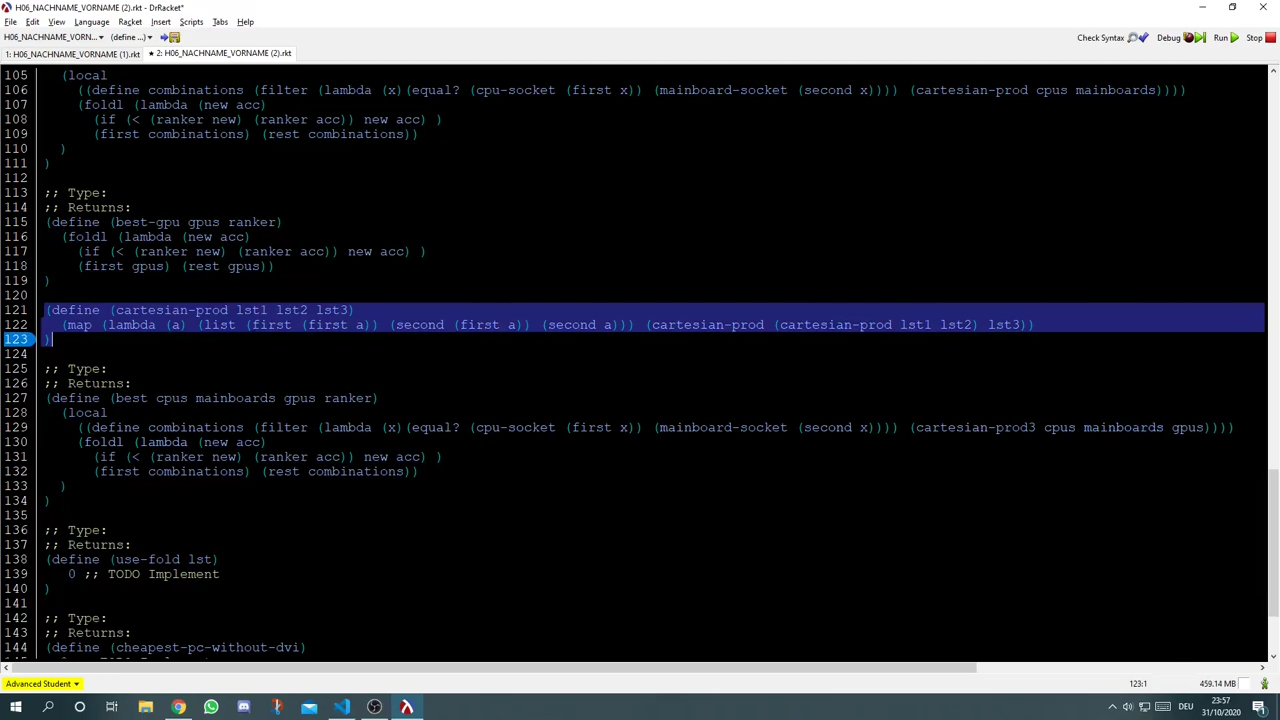 H06_NACHNAME_VORNAME (2).rkt - DrRacket*
File Edit View Language Racket Insert Scripts Tabs Help
H06_NACHNAME_VORN... (define ...) Check Syntax Debug Run Stop
1: H06_NACHNAME_VORNAME (1).rkt ★ 2: H06_NACHNAME_VORNAME (2).rkt
105 (local
106 ((define combinations (filter (lambda (x)(equal? (cpu-socket (first x)) (mainboard-socket (second x)))) (cartesian-prod cpus mainboards))))
107 (foldl (lambda (new acc)
108 (if (< (ranker new) (ranker acc)) new acc) )
109 (first combinations) (rest combinations))
110 )
111 )
112
113 ;; Type:
114 ;; Returns:
115 (define (best-gpu gpus ranker)
116 (foldl (lambda (new acc)
117 (if (< (ranker new) (ranker acc)) new acc) )
118 (first gpus) (rest gpus))
119 )
120
121 (define (cartesian-prod lst1 lst2 lst3)
122 (map (lambda (a) (list (first (first a)) (second (first a)) (second a))) (cartesian-prod (cartesian-prod lst1 lst2) lst3))
123 )
124
125 ;; Type:
126 ;; Returns:
127 (define (best cpus mainboards gpus ranker)
128 (local
129 ((define combinations (filter (lambda (x)(equal? (cpu-socket (first x)) (mainboard-socket (second x)))) (cartesian-prod3 cpus mainboards gpus))))
130 (foldl (lambda (new acc)
131 (if (< (ranker new) (ranker acc)) new acc) )
132 (first combinations) (rest combinations))
133 )
134 )
135
136 ;; Type:
137 ;; Returns:
138 (define (use-fold lst)
139 0 ;; TODO Implement
140 )
141
142 ;; Type:
143 ;; Returns:
144 (define (cheapest-pc-without-dvi)
Advanced Student 123:1 459.14 MB
DEU 23:57
31/10/2020